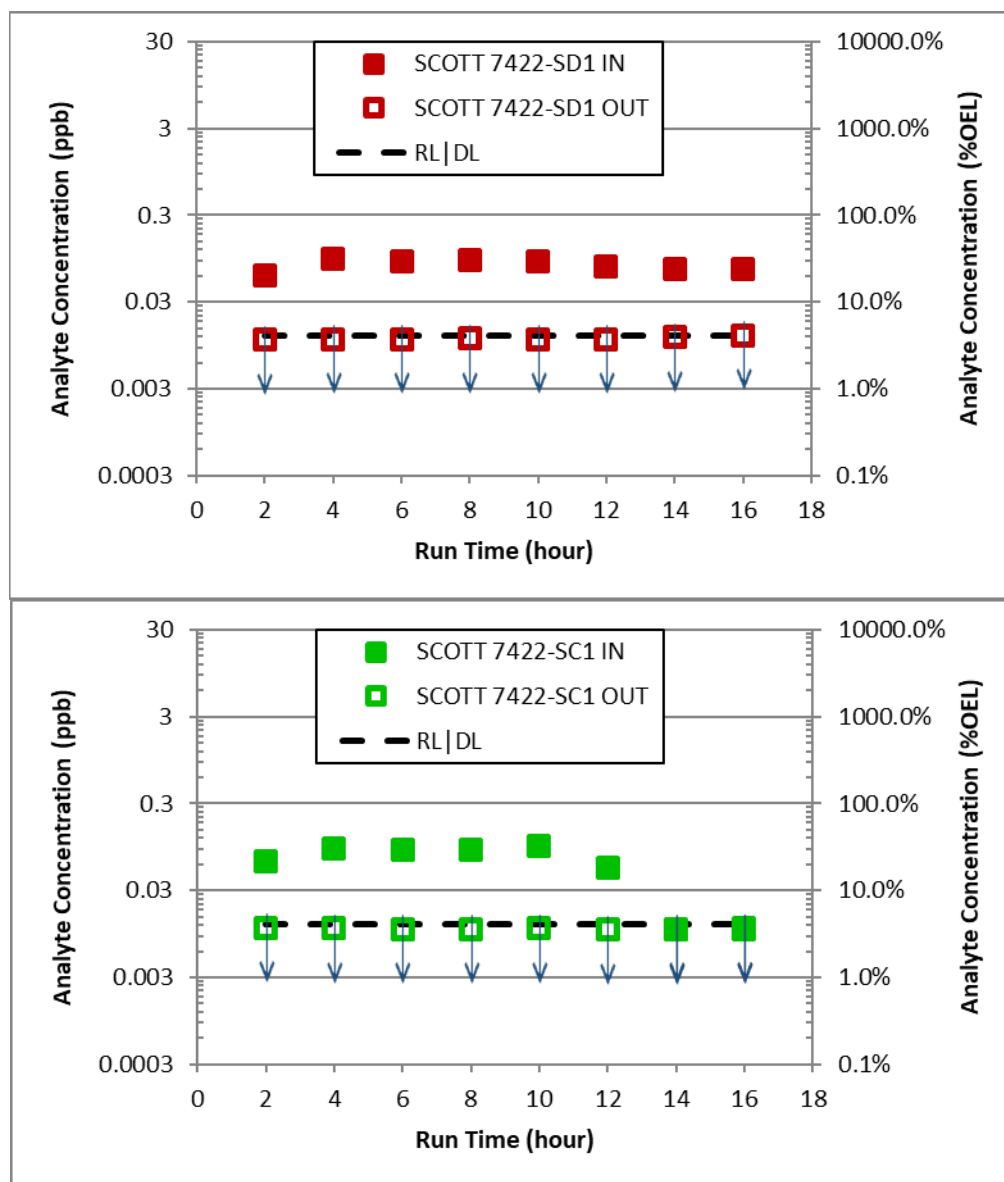 30
3
0.3
0.03
0.003
0.0003
Analyte Concentration (ppb)
SCOTT 7422-SD1 IN
SCOTT 7422-SD1 OUT
RL|DL
10000.0%
1000.0%
100.0%
10.0%
1.0%
0.1%
Analyte Concentration (%OEL)
0 2 4 6 8 10 12 14 16 18
Run Time (hour)
30
3
0.3
0.03
0.003
0.0003
Analyte Concentration (ppb)
SCOTT 7422-SC1 IN
SCOTT 7422-SC1 OUT
RL|DL
10000.0%
1000.0%
100.0%
10.0%
1.0%
0.1%
Analyte Concentration (%OEL)
0 2 4 6 8 10 12 14 16 18
Run Time (hour)